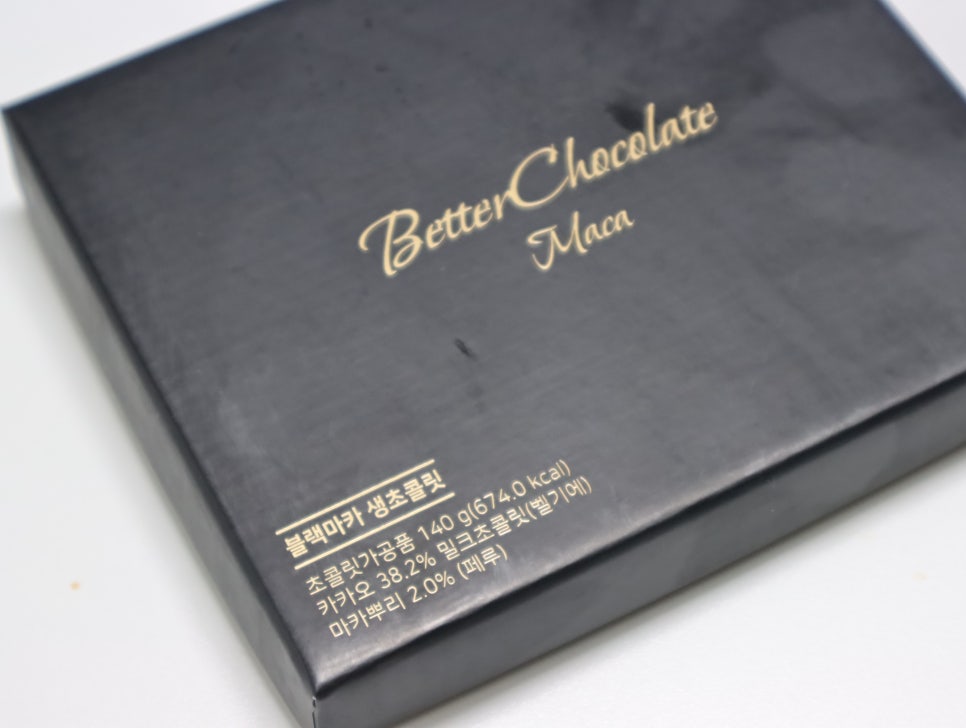 Better Chocolate
Maca
블랙마카 생초콜릿
초콜릿가공품 140 g(674.0 kcal)
카카오 38.2% 밀크초콜릿(벨기에)
마카뿌리 2.0% (페루)